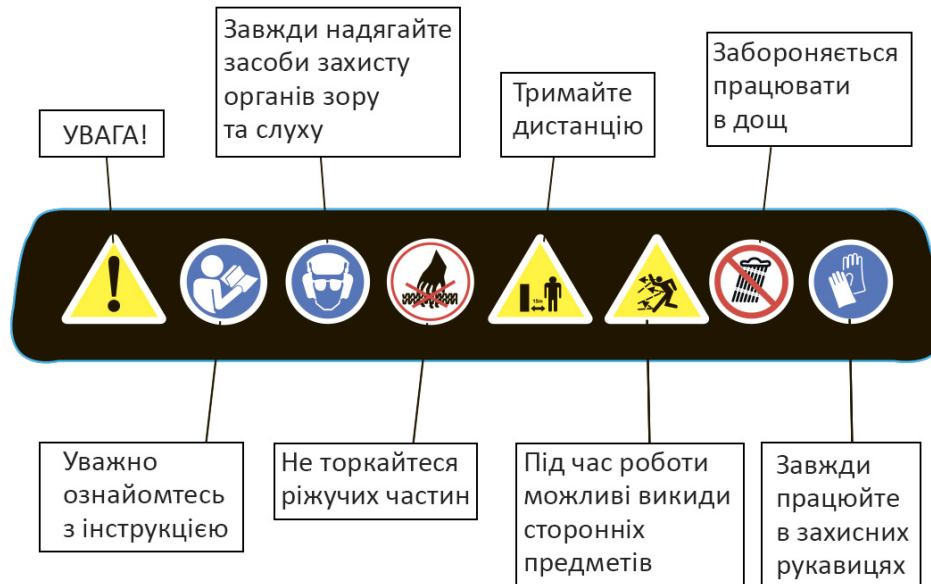 УВАГА!
Завжди надягайте
засоби захисту
органів зору
та слуху
Тримайте
дистанцію
Забороняється
працювати
в дощ
15m
Уважно
ознайомтесь
з інструкцією
Не торкайтеся
ріжучих частин
Під час роботи
можливі викиди
сторонніх
предметів
Завжди
працюйте
в захисних
рукавицях